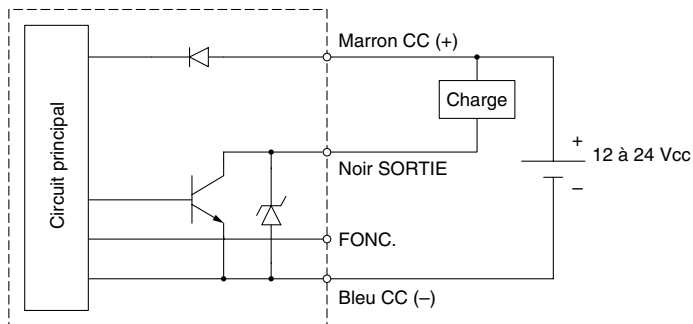 Marron CC (+)
Circuit principal
Charge
+
12 à 24 Vcc
–
Noir SORTIE
FONC.
Bleu CC (–)